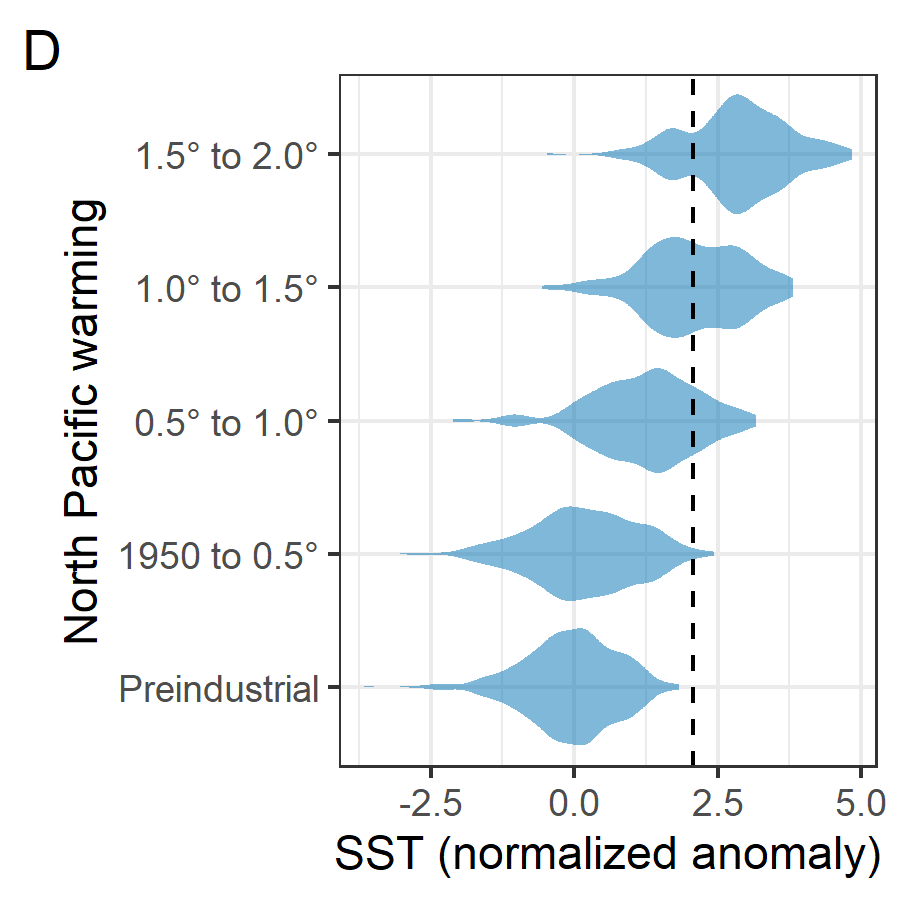 D
North Pacific warming
1.5° to 2.0°
1.0° to 1.5°
0.5° to 1.0°
1950 to 0.5°
Preindustrial
-2.5 0.0 2.5 5.0
SST (normalized anomaly)